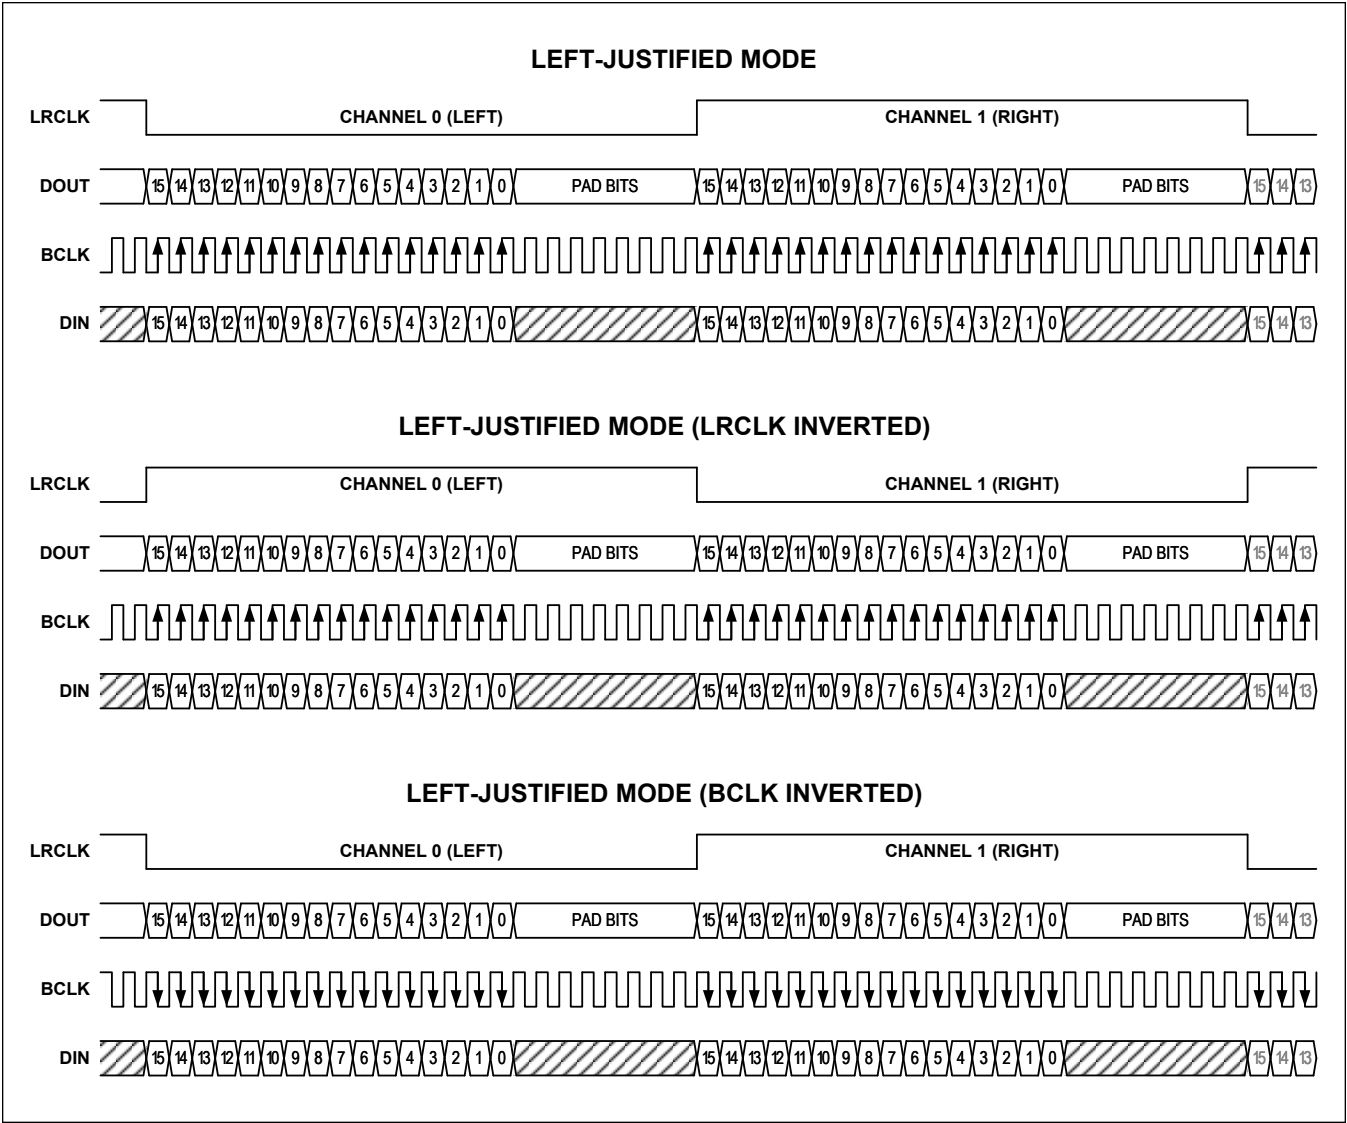 LEFT-JUSTIFIED MODE
LRCLK CHANNEL 0 (LEFT) CHANNEL 1 (RIGHT)
DOUT 15 14 13 12 11 10 9 8 7 6 5 4 3 2 1 0 PAD BITS 15 14 13 12 11 10 9 8 7 6 5 4 3 2 1 0 PAD BITS 15 14 13
BCLK
DIN 15 14 13 12 11 10 9 8 7 6 5 4 3 2 1 0 15 14 13 12 11 10 9 8 7 6 5 4 3 2 1 0 15 14 13
LEFT-JUSTIFIED MODE (LRCLK INVERTED)
LRCLK CHANNEL 0 (LEFT) CHANNEL 1 (RIGHT)
DOUT 15 14 13 12 11 10 9 8 7 6 5 4 3 2 1 0 PAD BITS 15 14 13 12 11 10 9 8 7 6 5 4 3 2 1 0 PAD BITS 15 14 13
BCLK
DIN 15 14 13 12 11 10 9 8 7 6 5 4 3 2 1 0 15 14 13 12 11 10 9 8 7 6 5 4 3 2 1 0 15 14 13
LEFT-JUSTIFIED MODE (BCLK INVERTED)
LRCLK CHANNEL 0 (LEFT) CHANNEL 1 (RIGHT)
DOUT 15 14 13 12 11 10 9 8 7 6 5 4 3 2 1 0 PAD BITS 15 14 13 12 11 10 9 8 7 6 5 4 3 2 1 0 PAD BITS 15 14 13
BCLK
DIN 15 14 13 12 11 10 9 8 7 6 5 4 3 2 1 0 15 14 13 12 11 10 9 8 7 6 5 4 3 2 1 0 15 14 13